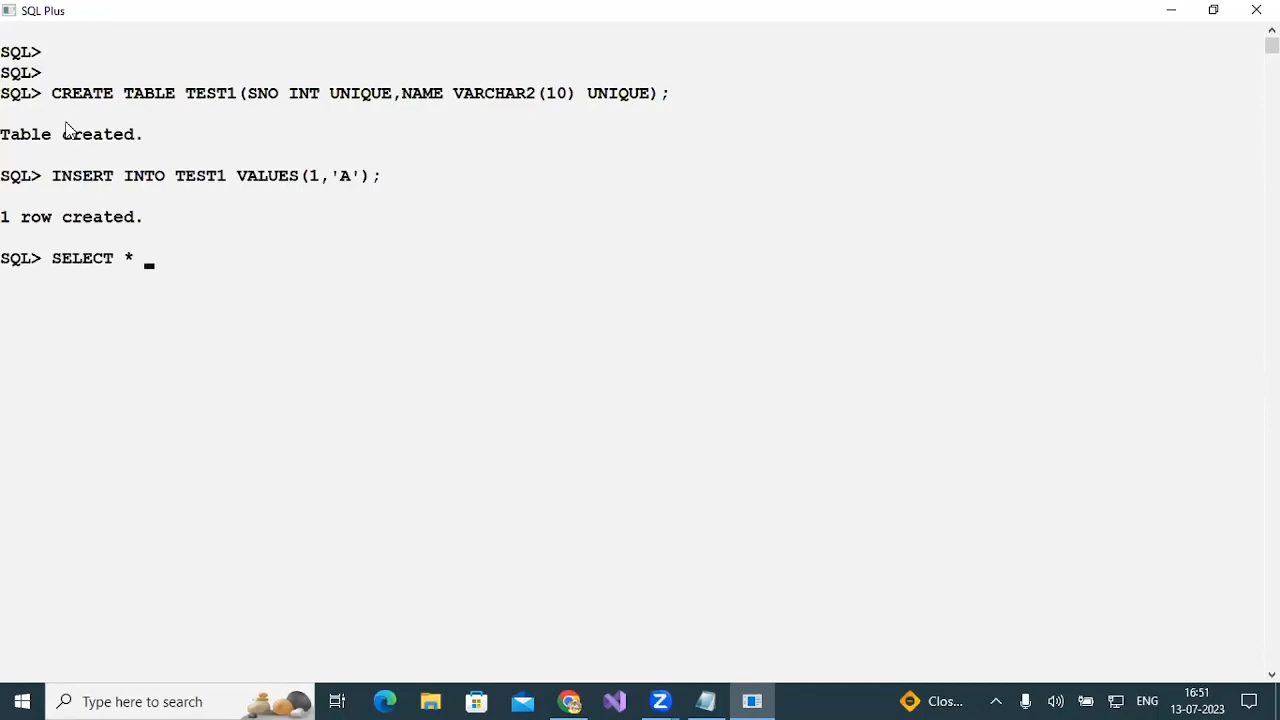 SQL Plus
SQL>
SQL>
SQL> CREATE TABLE TEST1(SNO INT UNIQUE,NAME VARCHAR2(10) UNIQUE);
Table created.
SQL> INSERT INTO TEST1 VALUES(1,'A');
1 row created.
SQL> SELECT * _
Type here to search
Clos...
ENG
16:51
13-07-2023